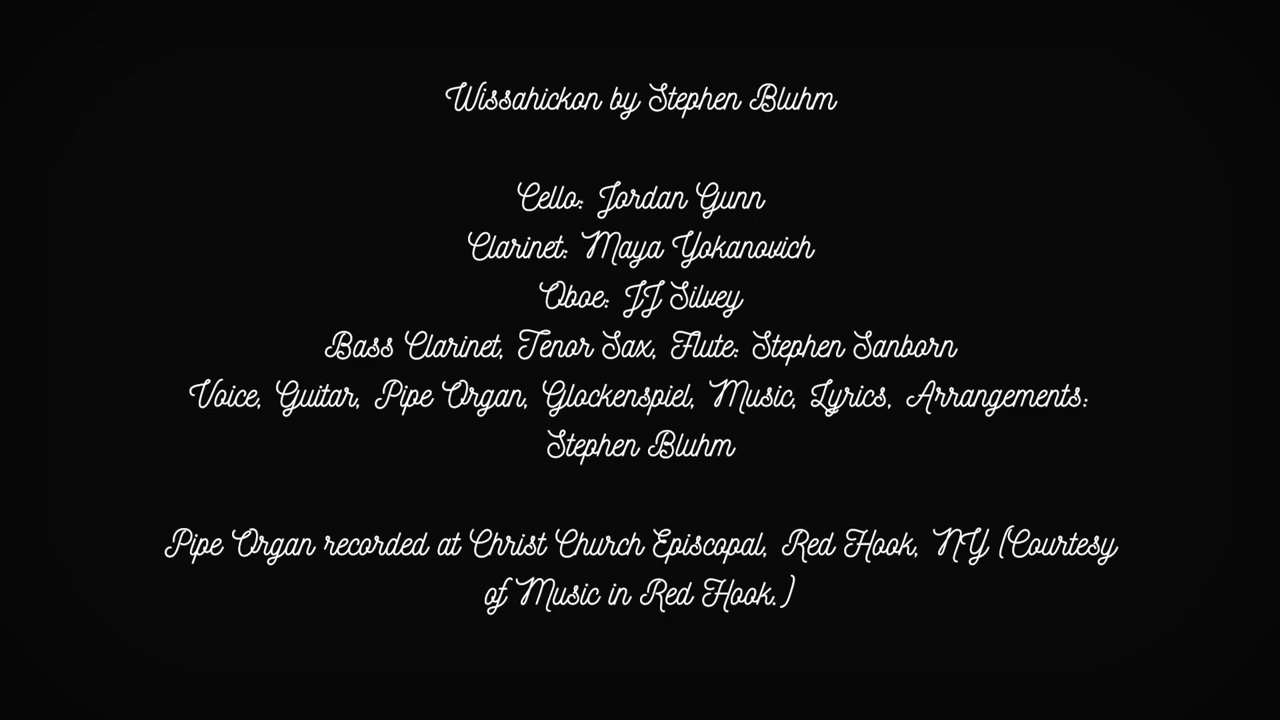 Wissahickon by Stephen Bluhm
Cello: Jordan Gunn
Clarinet: Maya Yokanovich
Oboe: JJ Silvey
Bass Clarinet, Tenor Sax, Flute: Stephen Sanborn
Voice, Guitar, Pipe Organ, Glockenspiel, Music, Lyrics, Arrangements:
Stephen Bluhm
Pipe Organ recorded at Christ Church Episcopal, Red Hook, NY (Courtesy
of Music in Red Hook.)